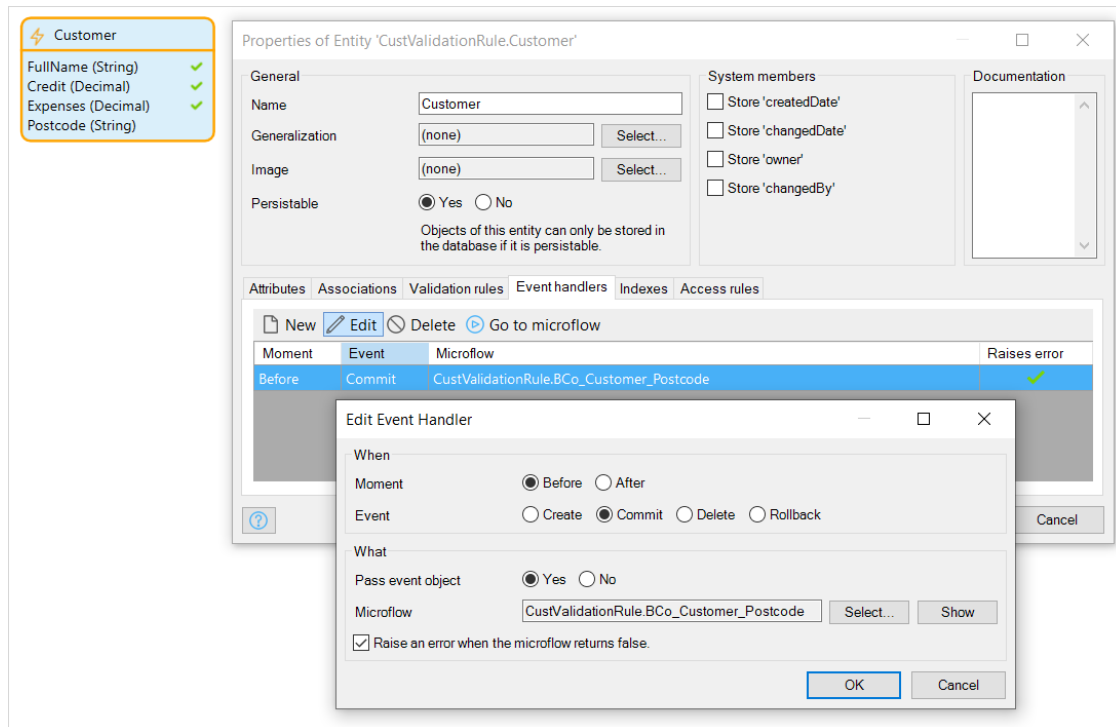 Customer
FullName (String)
Credit (Decimal)
Expenses (Decimal)
Postcode (String)
Properties of Entity 'CustValidationRule.Customer'
General
Name Customer
Generalization (none) Select...
Image (none) Select...
Persistable Yes No
Objects of this entity can only be stored in
the database if it is persistable.
System members
Store 'createdDate'
Store 'changedDate'
Store 'owner'
Store 'changedBy'
Documentation
Attributes Associations Validation rules Event handlers Indexes Access rules
New Edit Delete Go to microflow
Moment Event Microflow Raises error
Before Commit CustValidationRule.BCo_Customer_Postcode
Cancel
Edit Event Handler
When
Moment Before After
Event Create Commit Delete Rollback
What
Pass event object Yes No
Microflow CustValidationRule.BCo_Customer_Postcode Select... Show
Raise an error when the microflow returns false.
OK Cancel